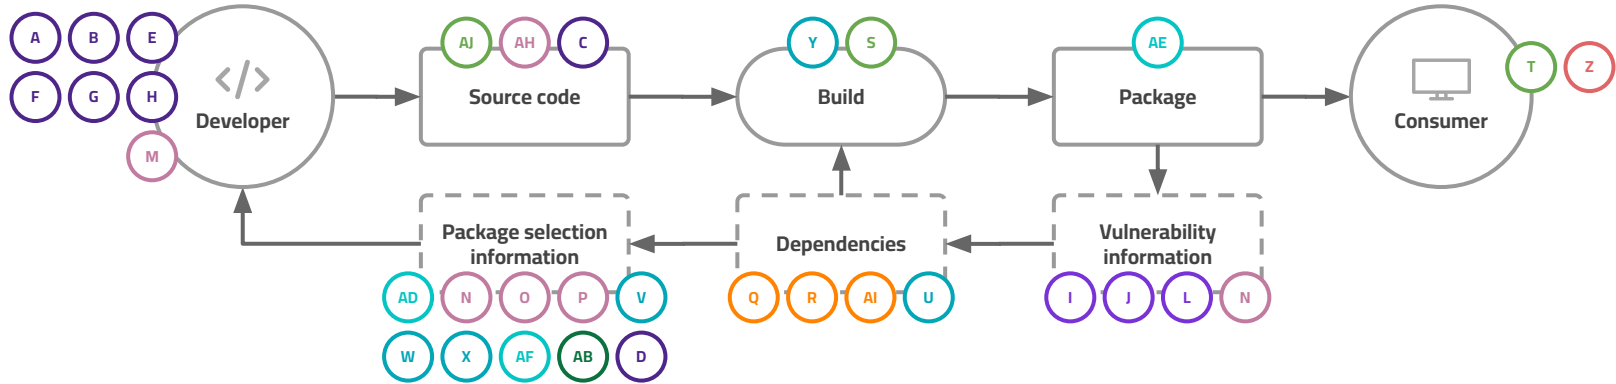 A B E
F G H
M
</>
Developer
AJ AH C
Source code
Y S
Build
AE
Package
T Z
Consumer
Package selection
information
AD N O P V
W X AF AB D
Dependencies
Q R AI U
Vulnerability
information
I J L N